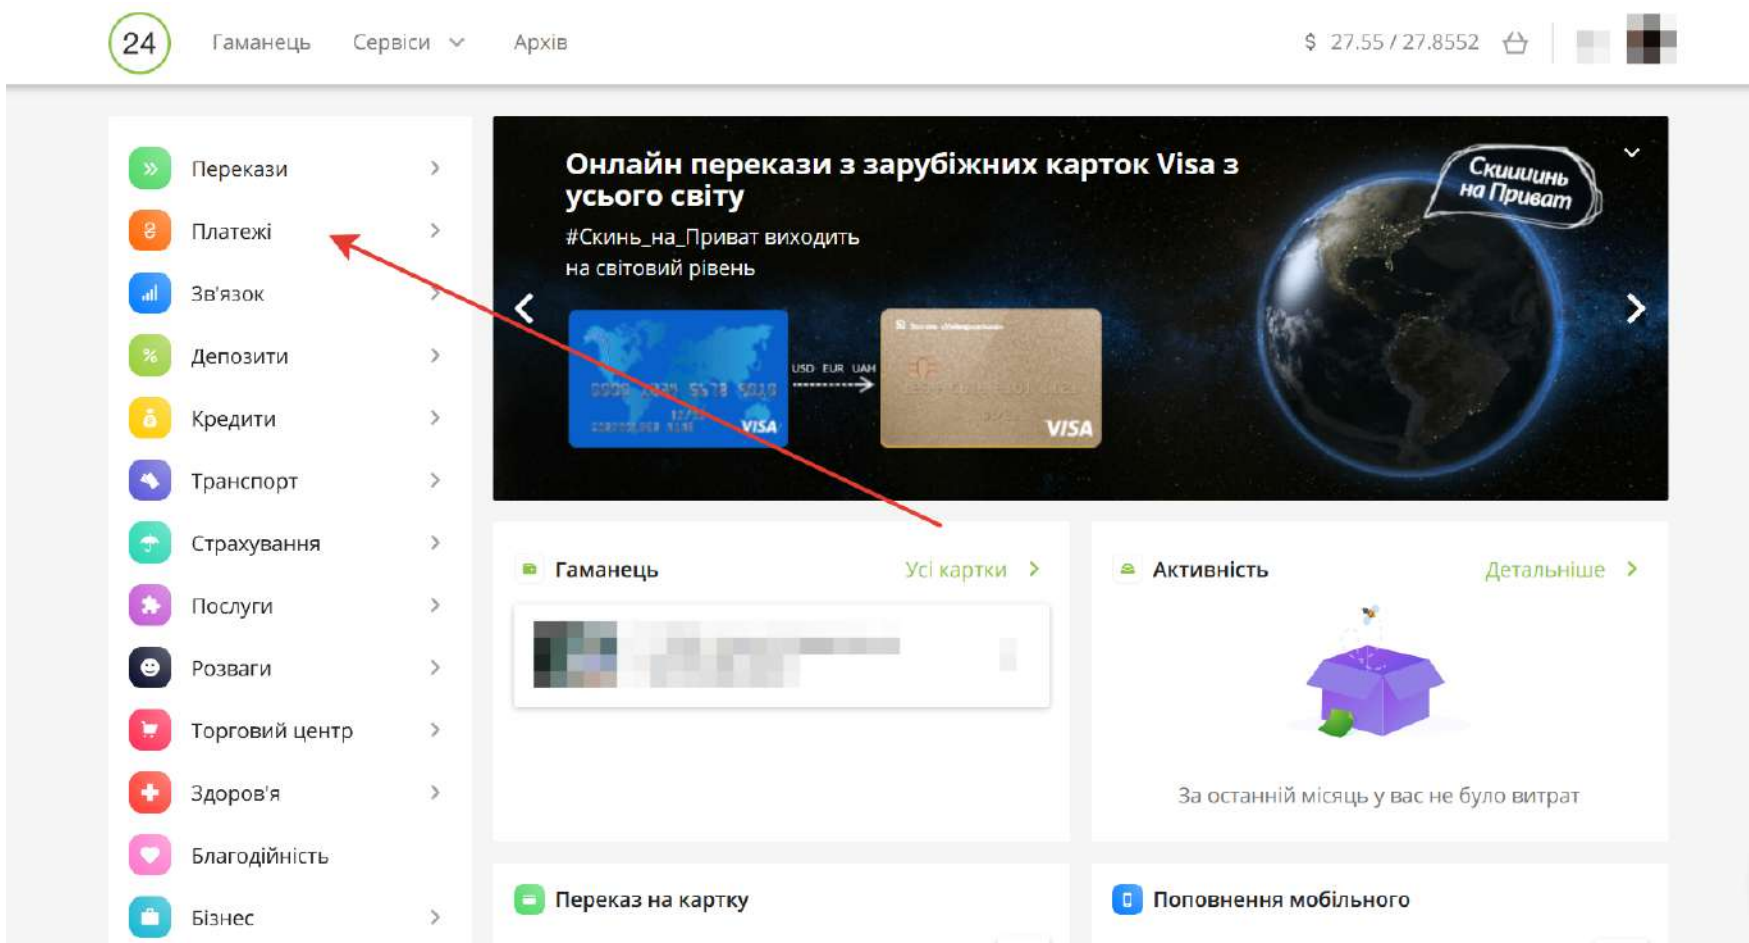 24
Гаманець
Сервіси
Архів
$ 27.55 / 27.8552
Перекази
Платежі
Зв'язок
Депозити
Кредити
Транспорт
Страхування
Послуги
Розваги
Торговий центр
Здоров'я
Благодійність
Бізнес
Онлайн перекази з зарубіжних карток Visa з
усього світу
#Скинь_на_Приват виходить
на світовий рівень
Скиииинь
на Приват
USD EUR UAH
VISA
VISA
Гаманець
Усі картки
Активність
Детальніше
За останній місяць у вас не було витрат
Переказ на картку
Поповнення мобільного